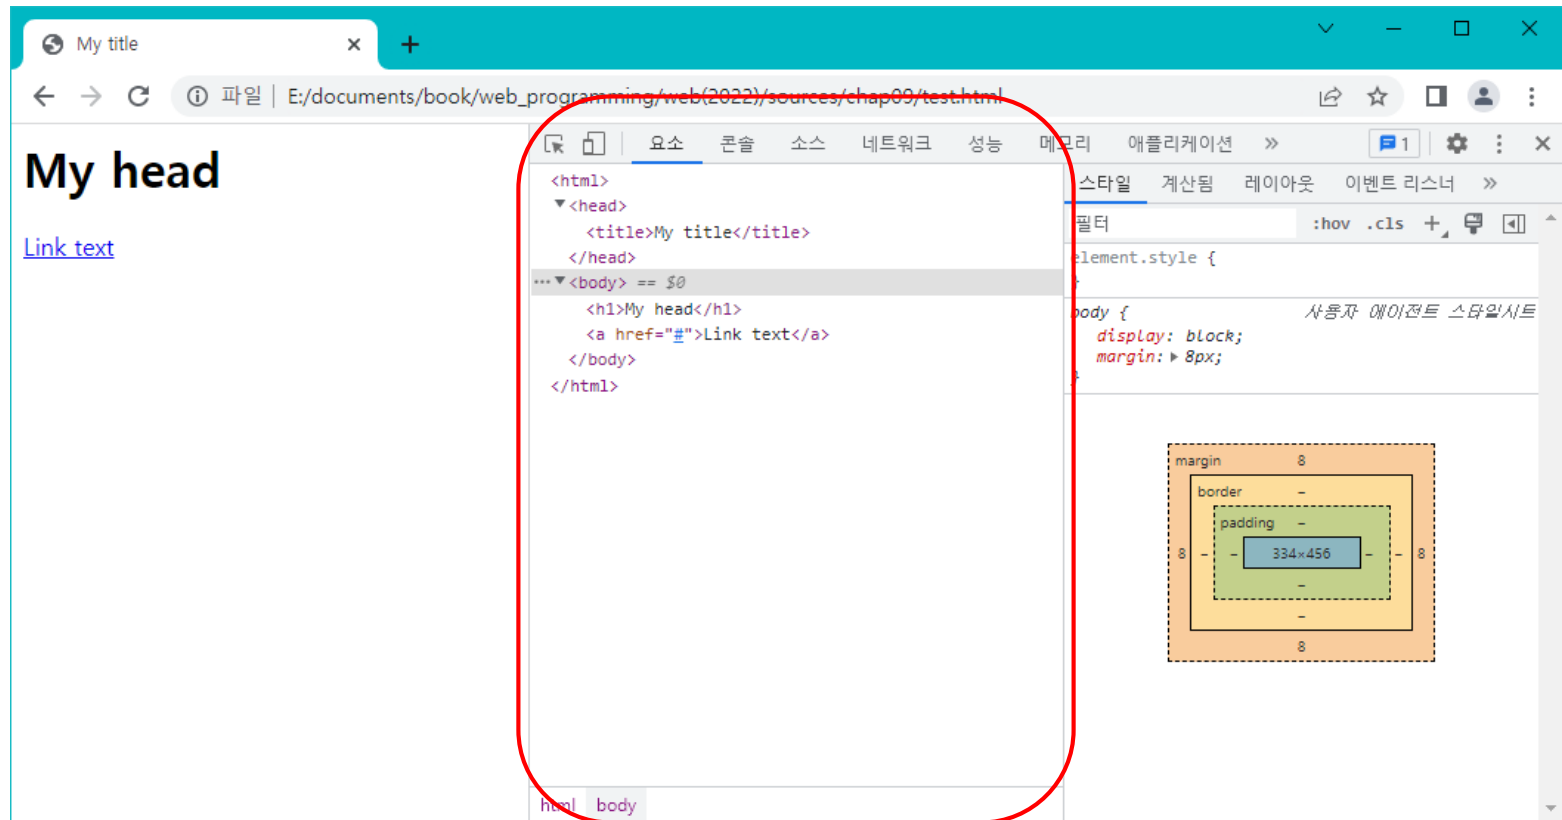 My title
파일 | E:/documents/book/web_programming/web(2022)/sources/chap09/test.html
My head
Link text
요소 콘솔 소스 네트워크 성능 메모리 애플리케이션 » 1
<html>
▼<head>
<title>My title</title>
</head>
··· ▼<body> == $0
<h1>My head</h1>
<a href="#">Link text</a>
</body>
</html>
html body
스타일 계산됨 레이아웃 이벤트 리스너 »
필터 :hov .cls +
element.style {
}
body { 사용자 에이전트 스타일시트
display: block;
margin: ▶ 8px;
}
margin 8
border –
padding –
8 – – 334×456 – – 8
–
–
8